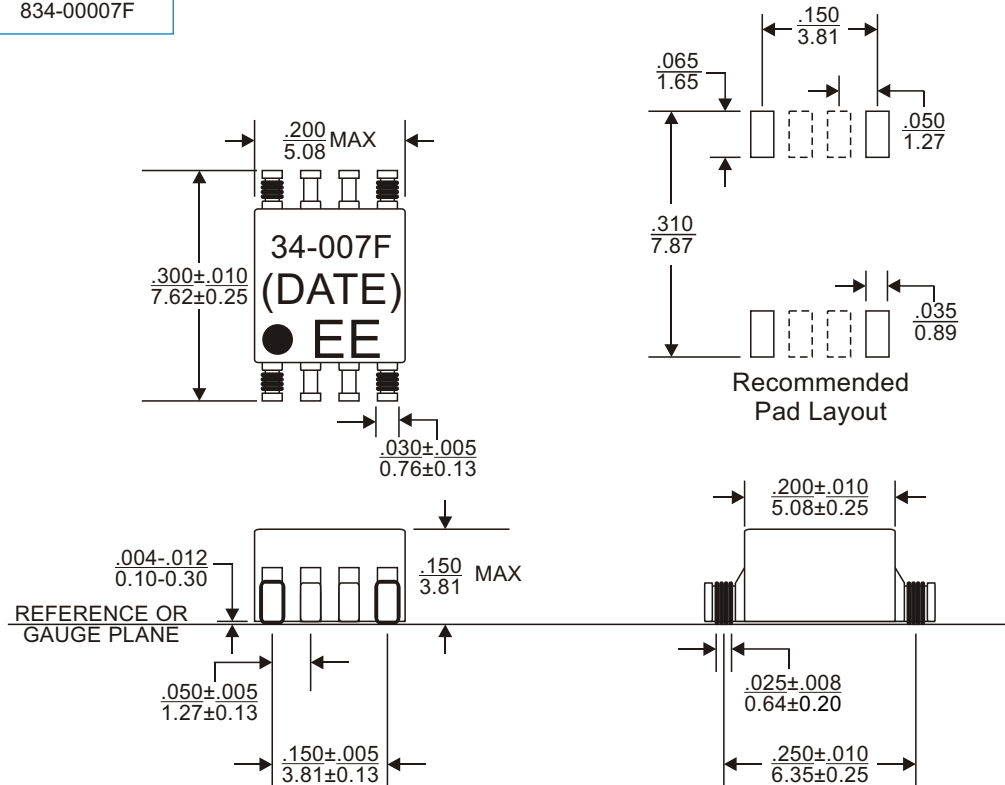 834-00007F
.150
3.81
.065
1.65
.050
1.27
.200
5.08 MAX
34-007F
(DATE)
EE
.300±.010
7.62±0.25
.310
7.87
.035
0.89
Recommended
Pad Layout
.030±.005
0.76±0.13
.004-.012
0.10-0.30
.150
3.81 MAX
REFERENCE OR
GAUGE PLANE
.050±.005
1.27±0.13
.150±.005
3.81±0.13
.200±.010
5.08±0.25
.025±.008
0.64±0.20
.250±.010
6.35±0.25